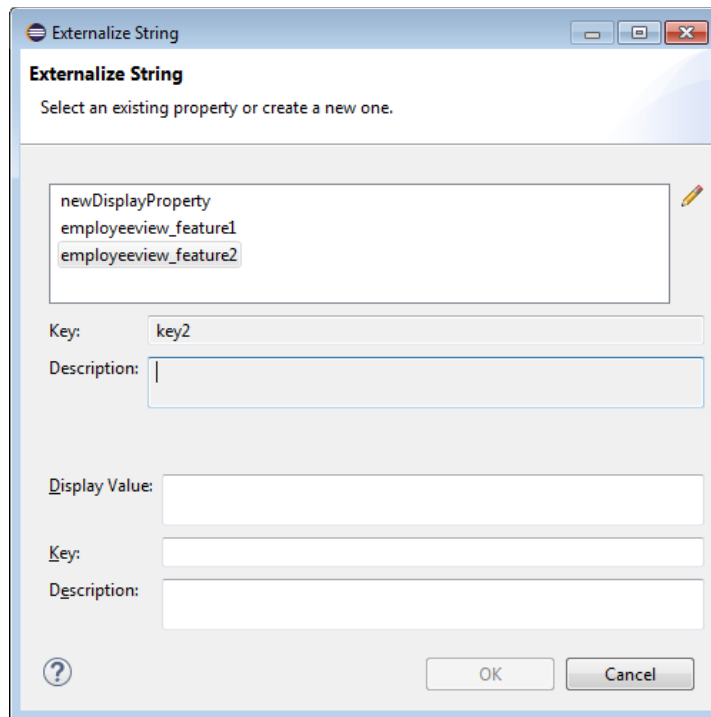 Externalize String
Externalize String
Select an existing property or create a new one.
newDisplayProperty
employeeview_feature1
employeeview_feature2
Key: key2
Description:
Display Value:
Key:
Description:
? OK Cancel